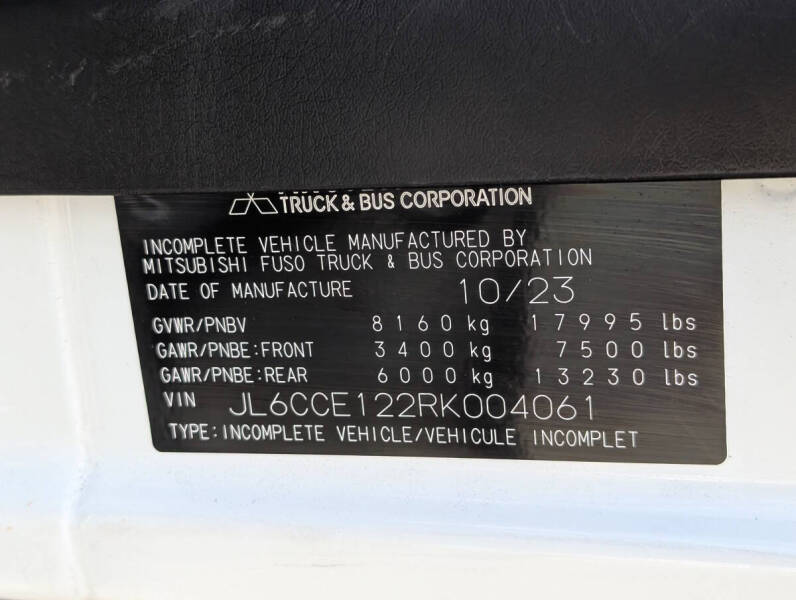 TRUCK & BUS CORPORATION
INCOMPLETE VEHICLE MANUFACTURED BY
MITSUBISHI FUSO TRUCK & BUS CORPORATION
DATE OF MANUFACTURE 10/23
GVWR/PNBV 8160 kg 17995 lbs
GAWR/PNBE:FRONT 3400 kg 7500 lbs
GAWR/PNBE:REAR 6000 kg 13230 lbs
VIN JL6CCE122RK004061
TYPE:INCOMPLETE VEHICLE/VEHICULE INCOMPLET